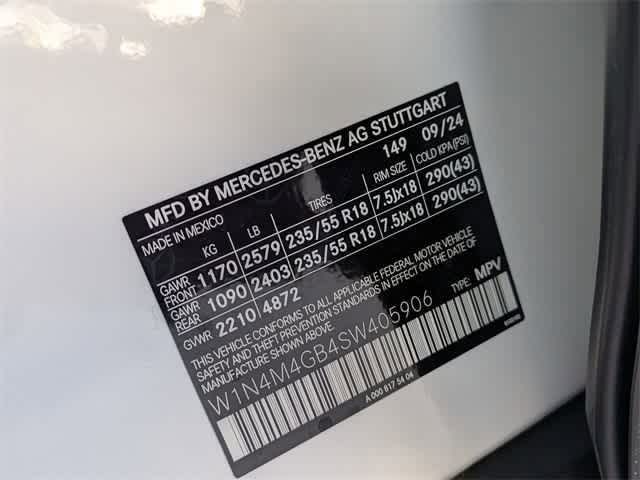 MFD BY MERCEDES-BENZ AG STUTTGART
MADE IN MEXICO 149 09/24
KG LB TIRES RIM SIZE COLD KPA (PSI)
GAWR FRONT 1170 2579 235/55 R18 7.5Jx18 290(43)
GAWR REAR 1090 2403 235/55 R18 7.5Jx18 290(43)
GVWR 2210 4872
THIS VEHICLE CONFORMS TO ALL APPLICABLE FEDERAL MOTOR VEHICLE
SAFETY AND THEFT PREVENTION STANDARDS IN EFFECT ON THE DATE OF
MANUFACTURE SHOWN ABOVE.
W1N4M4GB4SW405906 TYPE: MPV
A 000 817 54 04